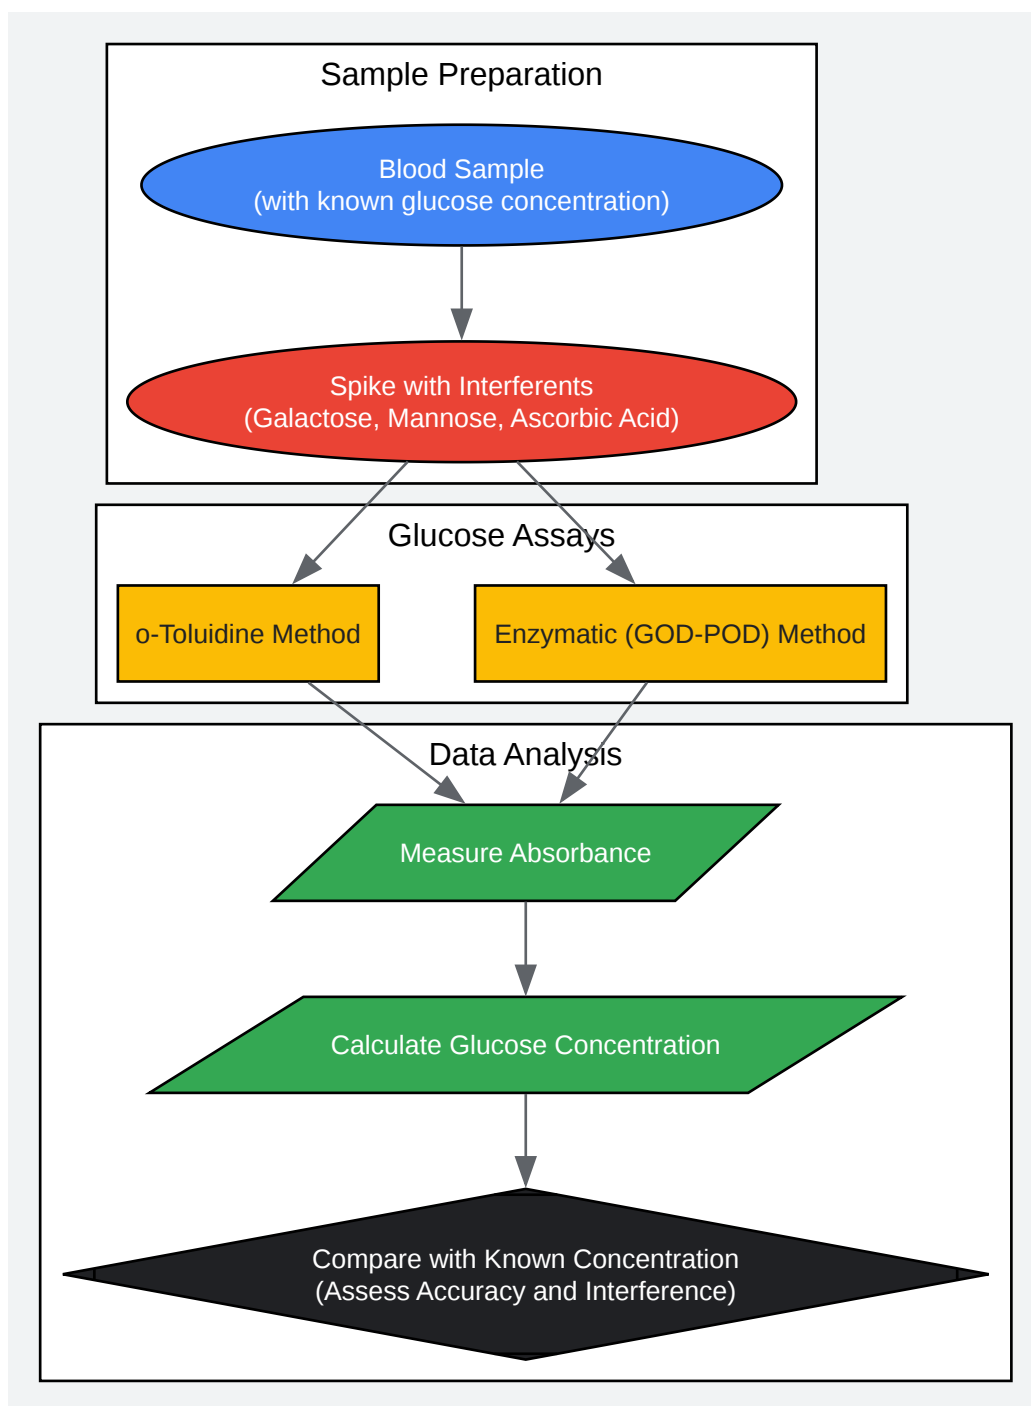 Sample Preparation
Blood Sample
(with known glucose concentration)
Spike with Interferents
(Galactose, Mannose, Ascorbic Acid)
Glucose Assays
o-Toluidine Method
Enzymatic (GOD-POD) Method
Data Analysis
Measure Absorbance
Calculate Glucose Concentration
Compare with Known Concentration
(Assess Accuracy and Interference)